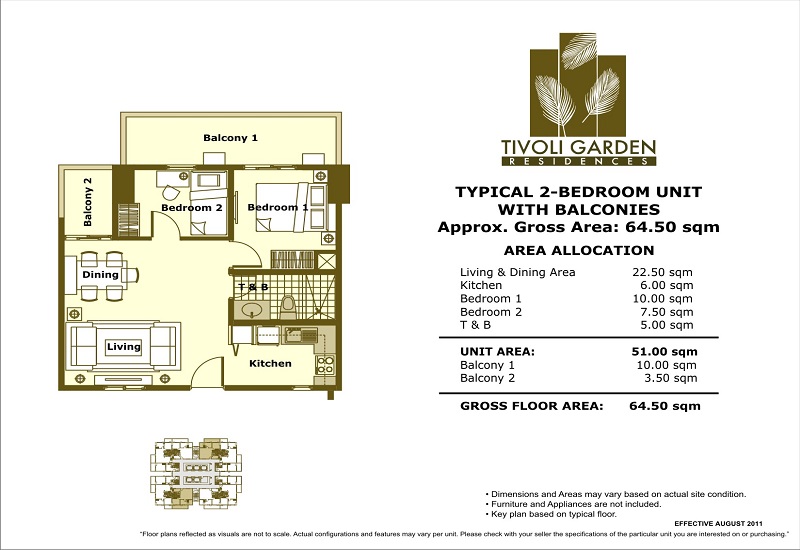 Balcony 1
Balcony 2
Bedroom 2
Bedroom 1
Dining
T & B
Living
Kitchen
TIVOLI GARDEN
RESIDENCES
TYPICAL 2-BEDROOM UNIT
WITH BALCONIES
Approx. Gross Area: 64.50 sqm
AREA ALLOCATION
Living & Dining Area 22.50 sqm
Kitchen 6.00 sqm
Bedroom 1 10.00 sqm
Bedroom 2 7.50 sqm
T & B 5.00 sqm
UNIT AREA: 51.00 sqm
Balcony 1 10.00 sqm
Balcony 2 3.50 sqm
GROSS FLOOR AREA: 64.50 sqm
• Dimensions and Areas may vary based on actual site condition.
• Furniture and Appliances are not included.
• Key plan based on typical floor.
EFFECTIVE AUGUST 2011
"Floor plans reflected as visuals are not to scale. Actual configurations and features may vary per unit. Please check with your seller the specifications of the particular unit you are interested on or purchasing."